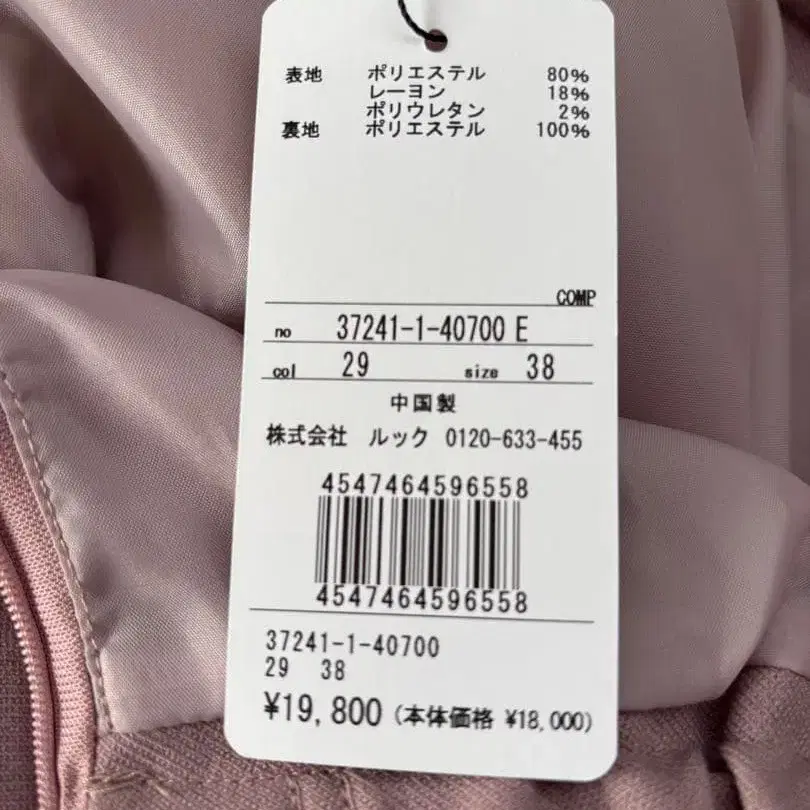 表地 ポリエステル 80%
レーヨン 18%
ポリウレタン 2%
裏地 ポリエステル 100%
COMP
no 37241-1-40700 E
col 29 size 38
中国製
株式会社 ルック 0120-633-455
4547464596558
4547464596558
37241-1-40700
29 38
¥19,800 (本体価格 ¥18,000)